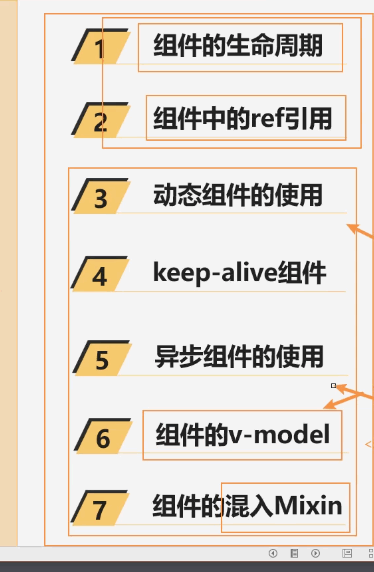 1 组件的生命周期
2 组件中的ref引用
3 动态组件的使用
4 keep-alive组件
5 异步组件的使用
6 组件的v-model
7 组件的混入Mixin